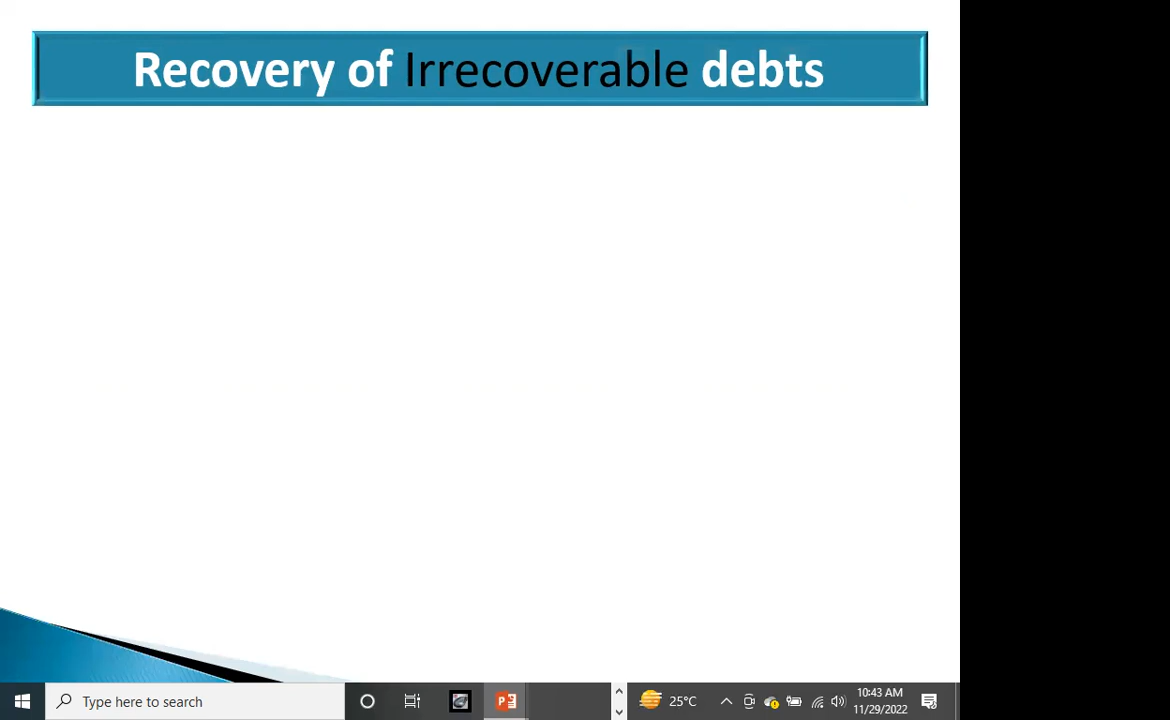 Recovery of Irrecoverable debts
Type here to search
25°C
10:43 AM
11/29/2022